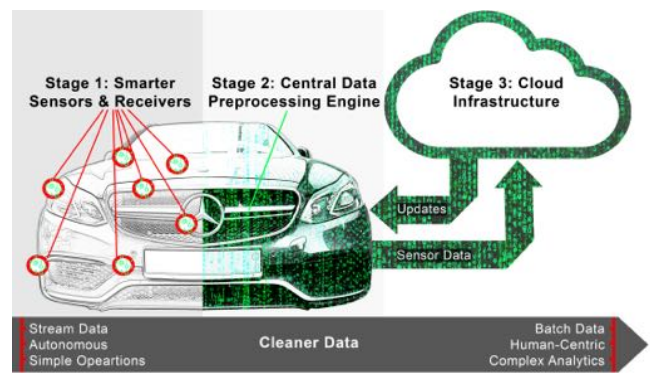 Stage 1: Smarter
Sensors & Receivers
Stage 2: Central Data
Preprocessing Engine
Stage 3: Cloud
Infrastructure
Updates
Sensor Data
Stream Data
Autonomous
Simple Opeartions
Cleaner Data
Batch Data
Human-Centric
Complex Analytics